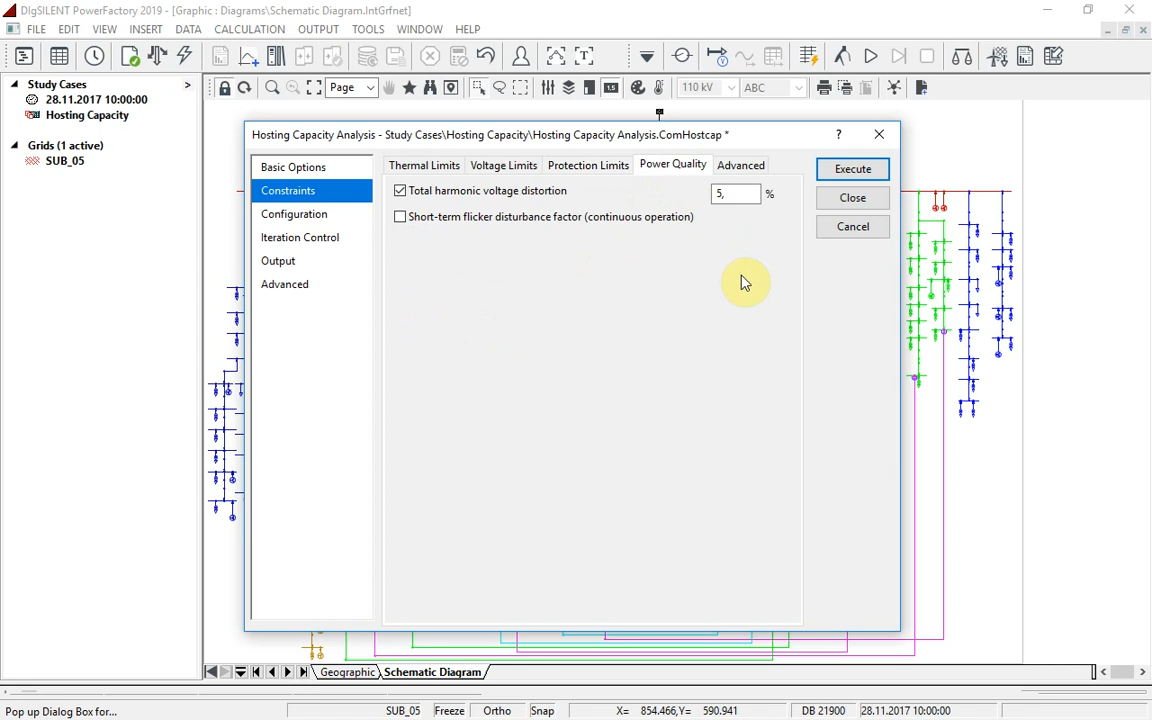 DIgSILENT PowerFactory 2019 - [Graphic : Diagrams\Schematic Diagram.IntGrfnet]
FILE EDIT VIEW INSERT DATA CALCULATION OUTPUT TOOLS WINDOW HELP
Page 110 kV ABC
Study Cases >
28.11.2017 10:00:00
Hosting Capacity
Grids (1 active)
SUB_05
Hosting Capacity Analysis - Study Cases\Hosting Capacity\Hosting Capacity Analysis.ComHostcap *
?
Basic Options
Constraints
Configuration
Iteration Control
Output
Advanced
Thermal Limits Voltage Limits Protection Limits Power Quality Advanced
Total harmonic voltage distortion 5, %
Short-term flicker disturbance factor (continuous operation)
Execute
Close
Cancel
Geographic Schematic Diagram
Pop up Dialog Box for... SUB_05 Freeze Ortho Snap X= 854.466,Y= 590.941 DB 21900 28.11.2017 10:00:00